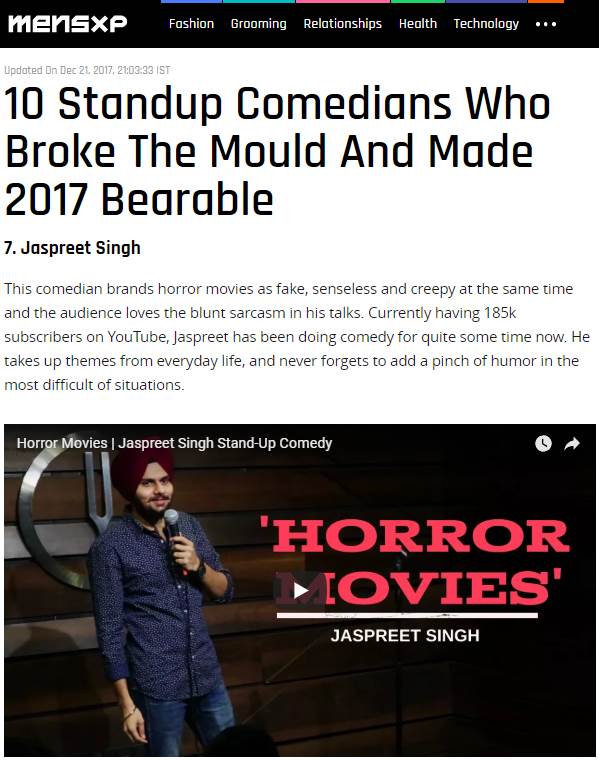 mensxp
Fashion Grooming Relationships Health Technology
Updated On Dec 21, 2017, 21:03:33 IST
10 Standup Comedians Who
Broke The Mould And Made
2017 Bearable
7. Jaspreet Singh
This comedian brands horror movies as fake, senseless and creepy at the same time
and the audience loves the blunt sarcasm in his talks. Currently having 185k
subscribers on YouTube, Jaspreet has been doing comedy for quite some time now. He
takes up themes from everyday life, and never forgets to add a pinch of humor in the
most difficult of situations.
Horror Movies | Jaspreet Singh Stand-Up Comedy
'HORROR
MOVIES'
JASPREET SINGH